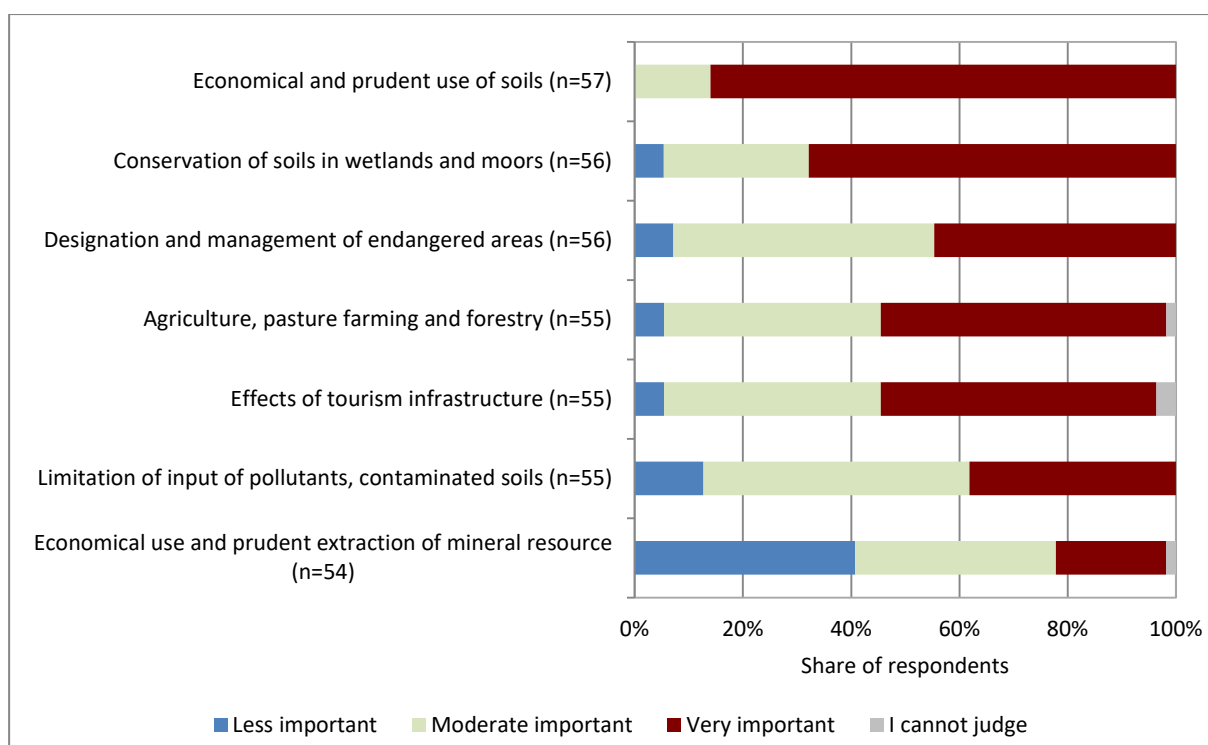 Economical and prudent use of soils (n=57)
Conservation of soils in wetlands and moors (n=56)
Designation and management of endangered areas (n=56)
Agriculture, pasture farming and forestry (n=55)
Effects of tourism infrastructure (n=55)
Limitation of input of pollutants, contaminated soils (n=55)
Economical use and prudent extraction of mineral resource
(n=54)
0% 20% 40% 60% 80% 100%
Share of respondents
Less important Moderate important Very important I cannot judge